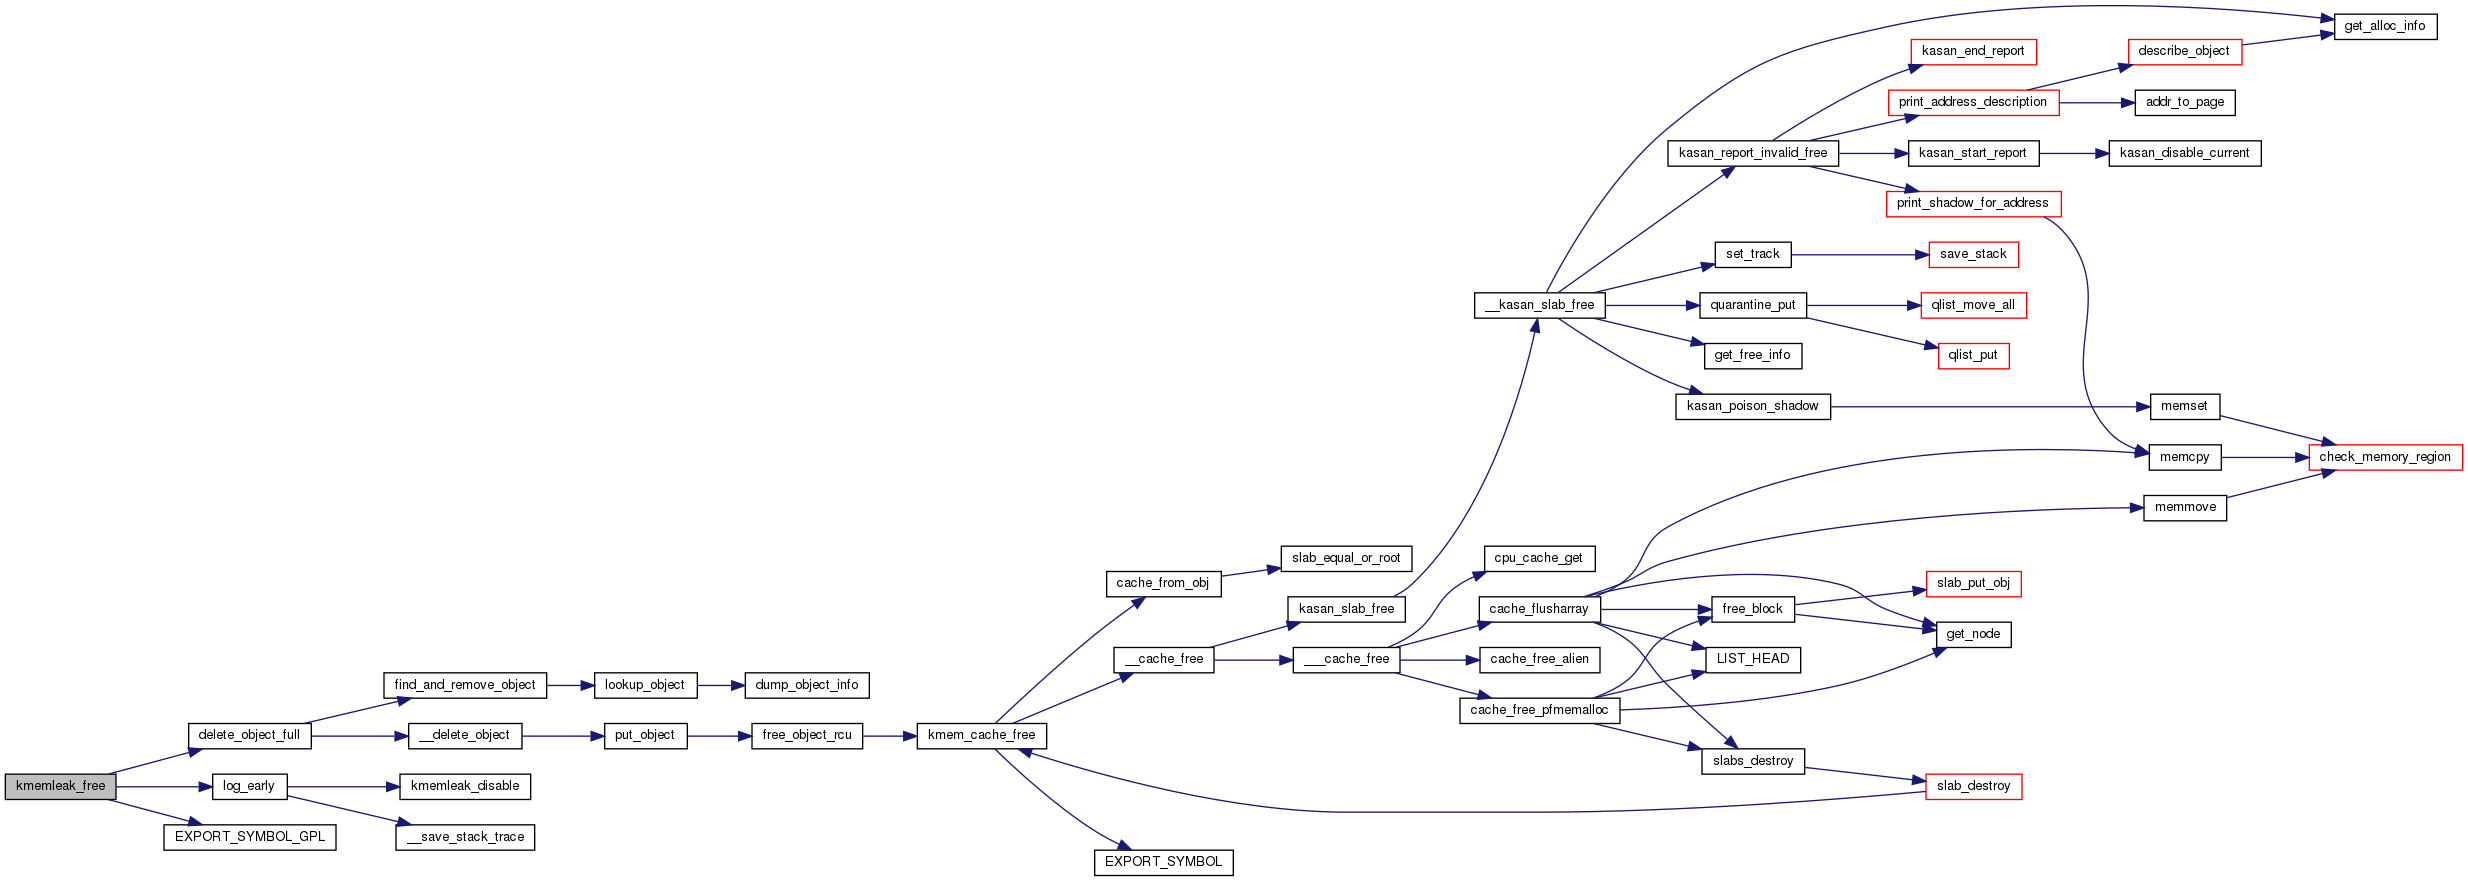 get_alloc_info
kasan_end_report
describe_object
print_address_description
addr_to_page
kasan_report_invalid_free
kasan_start_report
kasan_disable_current
print_shadow_for_address
set_track
save_stack
__kasan_slab_free
quarantine_put
qlist_move_all
get_free_info
qlist_put
kasan_poison_shadow
memset
memcpy
check_memory_region
memmove
slab_equal_or_root
cpu_cache_get
cache_from_obj
kasan_slab_free
cache_flusharray
free_block
slab_put_obj
get_node
__cache_free
___cache_free
cache_free_alien
LIST_HEAD
find_and_remove_object
lookup_object
dump_object_info
cache_free_pfmemalloc
delete_object_full
__delete_object
put_object
free_object_rcu
kmem_cache_free
slabs_destroy
kmemleak_free
log_early
kmemleak_disable
slab_destroy
EXPORT_SYMBOL_GPL
__save_stack_trace
EXPORT_SYMBOL